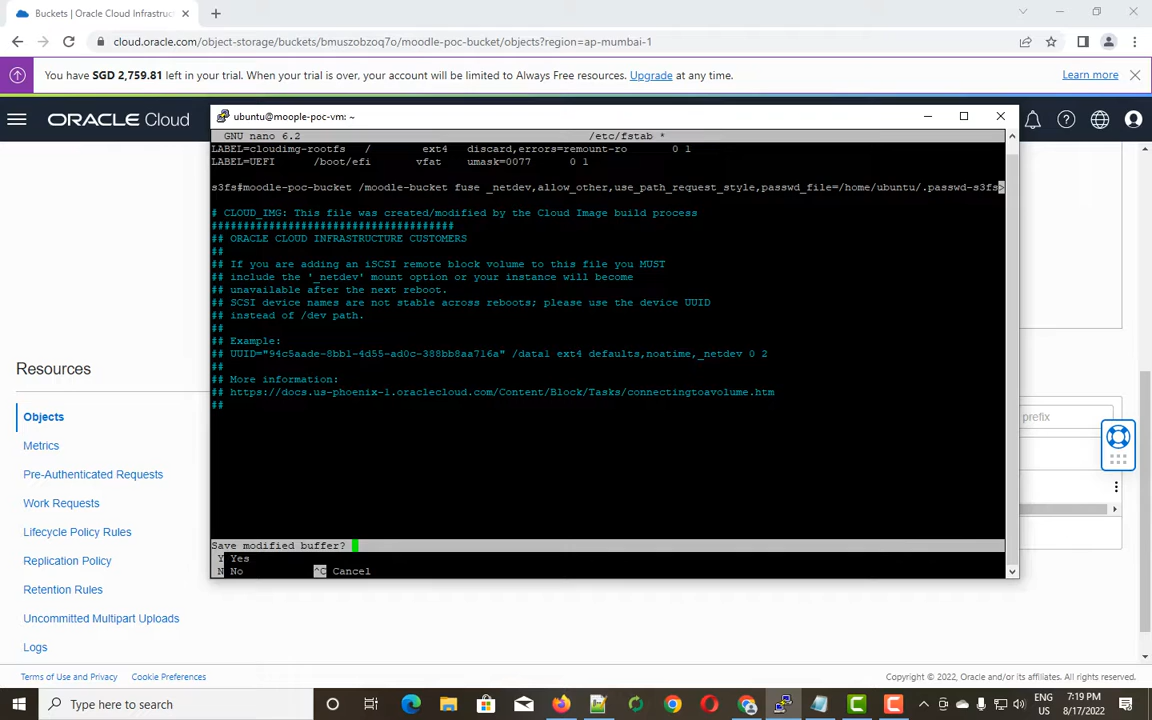 Buckets | Oracle Cloud Infrastruc
cloud.oracle.com/object-storage/buckets/bmuszobzoq7o/moodle-poc-bucket/objects?region=ap-mumbai-1
You have SGD 2,759.81 left in your trial. When your trial is over, your account will be limited to Always Free resources. Upgrade at any time.
Learn more
ORACLE Cloud
ubuntu@moople-poc-vm: ~
GNU nano 6.2 /etc/fstab *
LABEL=cloudimg-rootfs / ext4 discard,errors=remount-ro 0 1
LABEL=UEFI /boot/efi vfat umask=0077 0 1
s3fs#moodle-poc-bucket /moodle-bucket fuse _netdev,allow_other,use_path_request_style,passwd_file=/home/ubuntu/.passwd-s3fs>
# CLOUD_IMG: This file was created/modified by the Cloud Image build process
######################################
## ORACLE CLOUD INFRASTRUCTURE CUSTOMERS
##
## If you are adding an iSCSI remote block volume to this file you MUST
## include the '_netdev' mount option or your instance will become
## unavailable after the next reboot.
## SCSI device names are not stable across reboots; please use the device UUID
## instead of /dev path.
##
## Example:
## UUID="94c5aade-8bb1-4d55-ad0c-388bb8aa716a" /data1 ext4 defaults,noatime,_netdev 0 2
##
## More information:
## https://docs.us-phoenix-1.oraclecloud.com/Content/Block/Tasks/connectingtoavolume.htm
##
Save modified buffer?
Y Yes
N No ^C Cancel
prefix
Resources
Objects
Metrics
Pre-Authenticated Requests
Work Requests
Lifecycle Policy Rules
Replication Policy
Retention Rules
Uncommitted Multipart Uploads
Logs
Terms of Use and Privacy Cookie Preferences
Copyright © 2022, Oracle and/or its affiliates. All rights reserved.
Type here to search
ENG
US
7:19 PM
8/17/2022